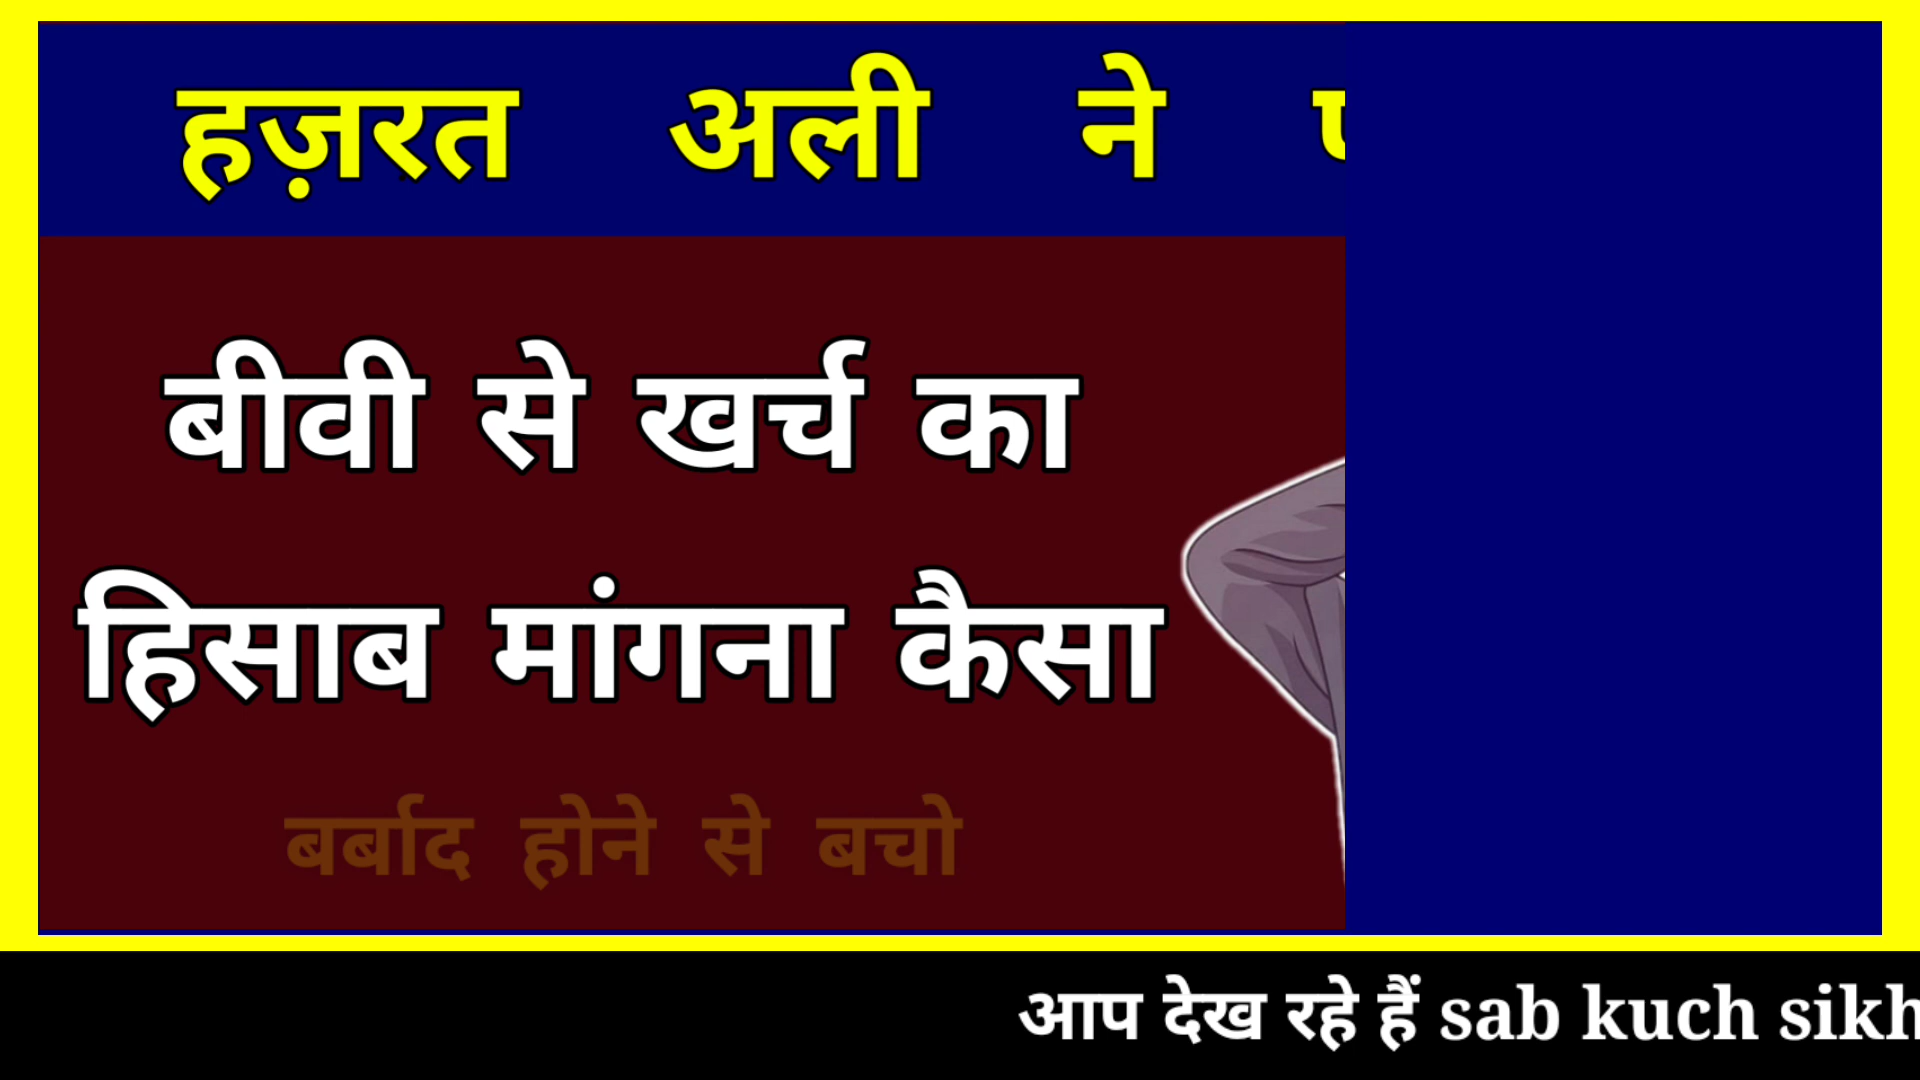 हज़रत अली ने
बीवी से खर्च का
हिसाब मांगना कैसा
बर्बाद होने से बचो
आप देख रहे हैं sab kuch sikh